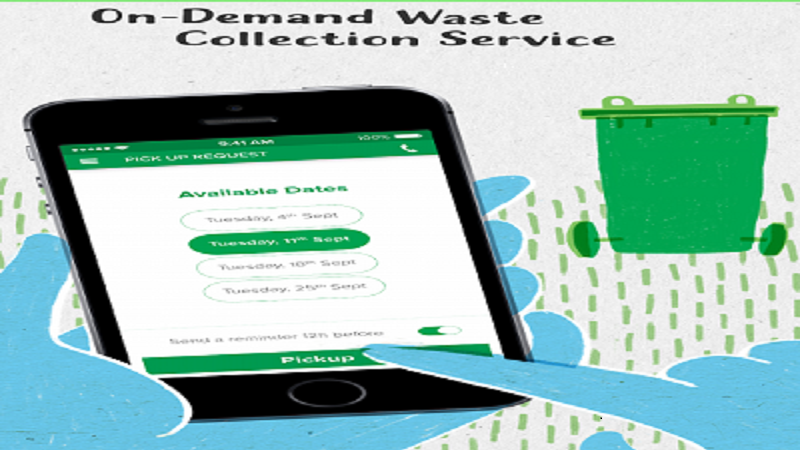 On-Demand Waste
Collection Service
9:41 AM
100%
PICK UP REQUEST
Available Dates
Tuesday, 4th Sept
Tuesday, 11th Sept
Tuesday, 18th Sept
Tuesday, 25th Sept
Send a reminder 12h before
Pickup